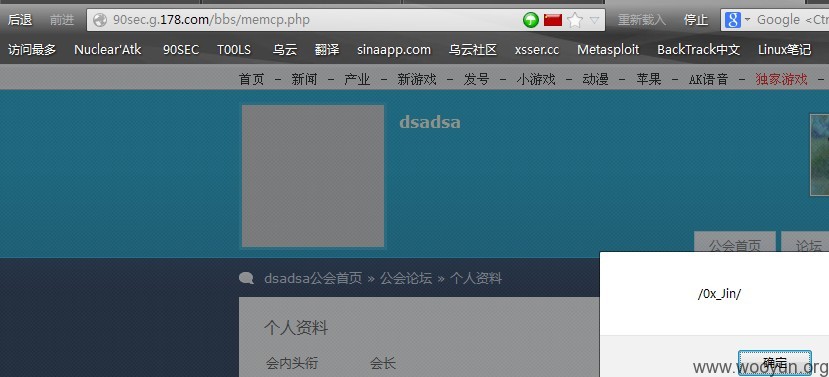 后退 前进 90sec.g.178.com/bbs/memcp.php 重新载入 停止 Google <Ctr
访问最多 Nuclear'Atk 90SEC T00LS 乌云 翻译 sinaapp.com 乌云社区 xsser.cc Metasploit BackTrack中文 Linux笔记
首页 - 新闻 - 产业 - 新游戏 - 发号 - 小游戏 - 动漫 - 苹果 - AK语音 - 独家游戏 -
dsadsa
公会首页 论坛
dsadsa公会首页 » 公会论坛 » 个人资料
/0x_Jin/
个人资料
会内头衔 会长
确定
www.wooyun.org